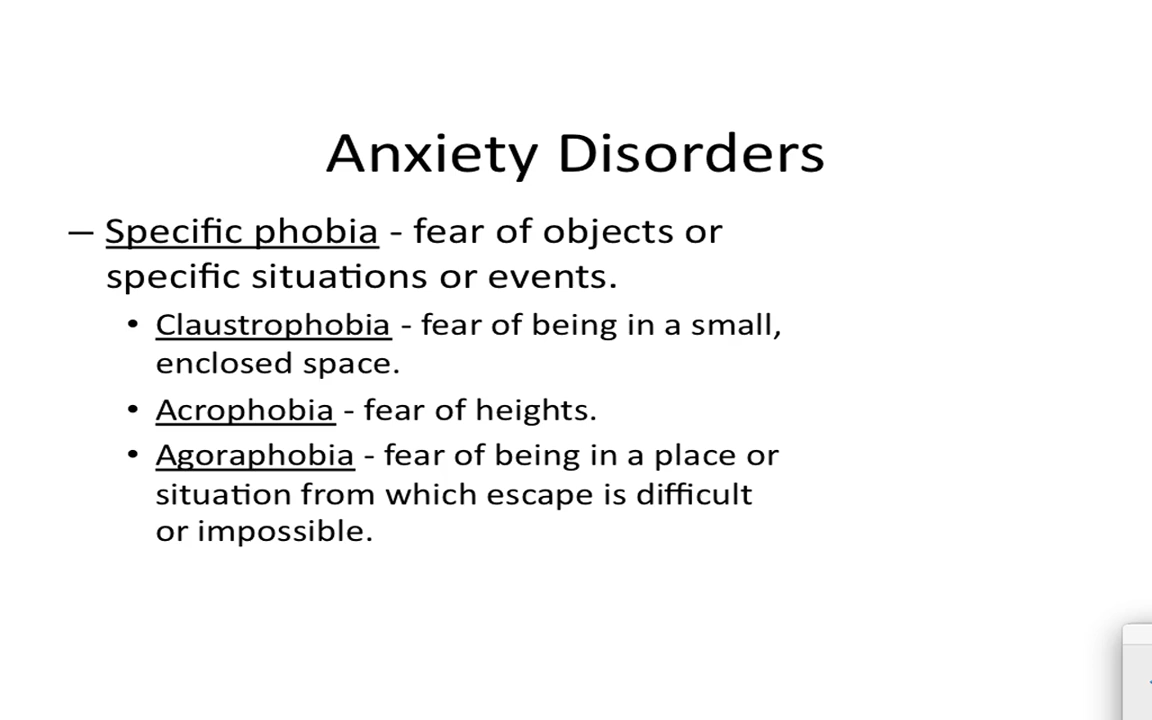 Anxiety Disorders
– Specific phobia - fear of objects or
specific situations or events.
• Claustrophobia - fear of being in a small,
enclosed space.
• Acrophobia - fear of heights.
• Agoraphobia - fear of being in a place or
situation from which escape is difficult
or impossible.